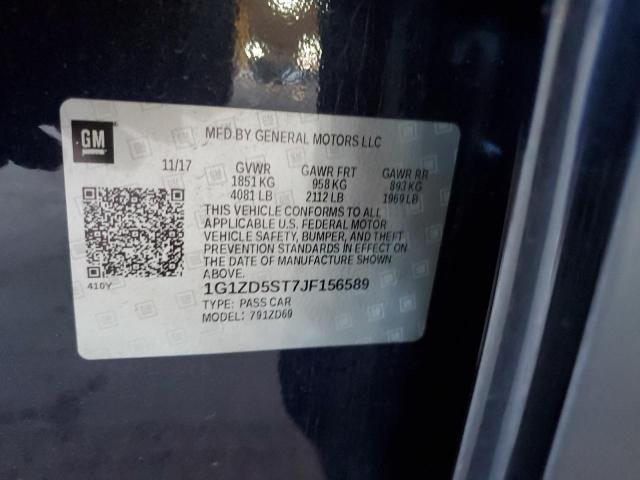 GM
MFD BY GENERAL MOTORS LLC
11/17 GVWR GAWR FRT GAWR RR
1851 KG 958 KG 893 KG
4081 LB 2112 LB 1969 LB
THIS VEHICLE CONFORMS TO ALL
APPLICABLE U.S. FEDERAL MOTOR
VEHICLE SAFETY, BUMPER, AND THEFT
PREVENTION STANDARDS IN EFFECT ON
THE DATE OF MANUFACTURE SHOWN
ABOVE.
410Y
1G1ZD5ST7JF156589
TYPE: PASS CAR
MODEL: 791ZD69